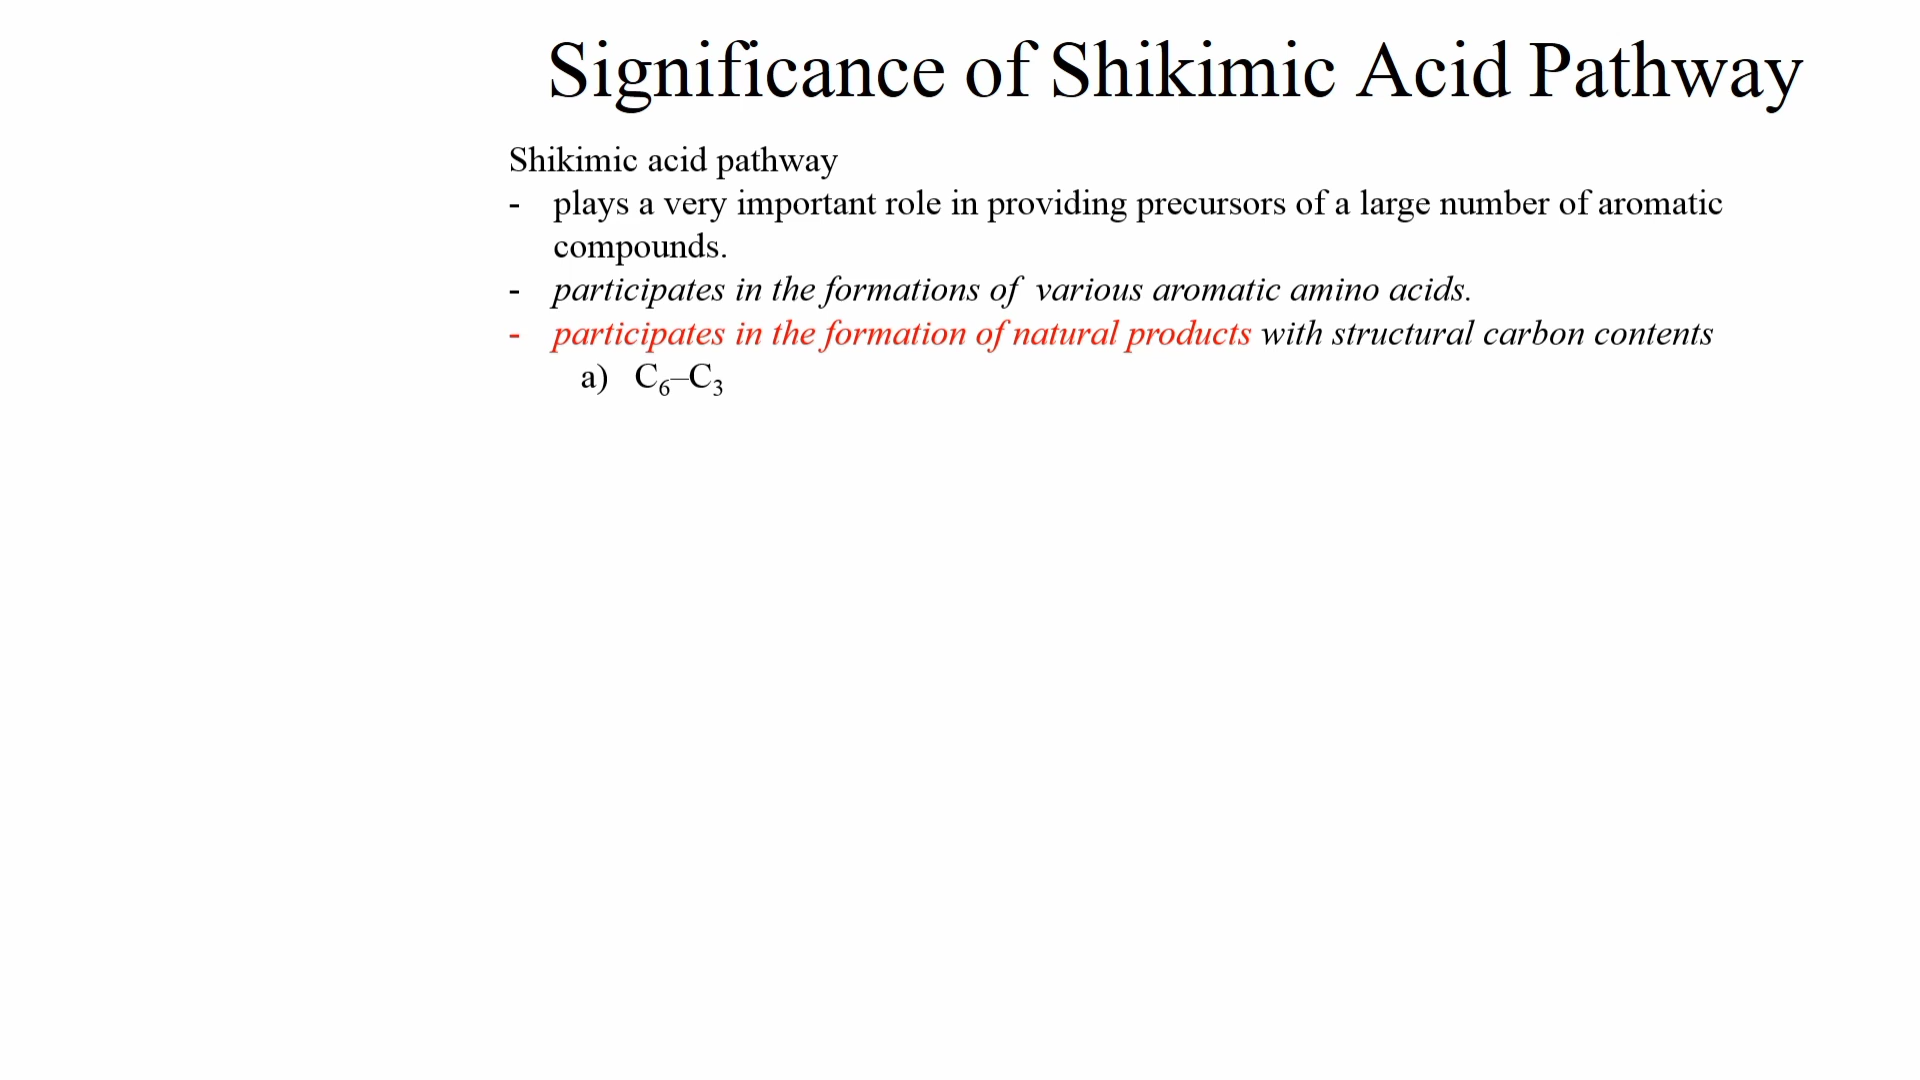 Significance of Shikimic Acid Pathway
Shikimic acid pathway
- plays a very important role in providing precursors of a large number of aromatic
compounds.
- participates in the formations of various aromatic amino acids.
- participates in the formation of natural products with structural carbon contents
a) C₆–C₃